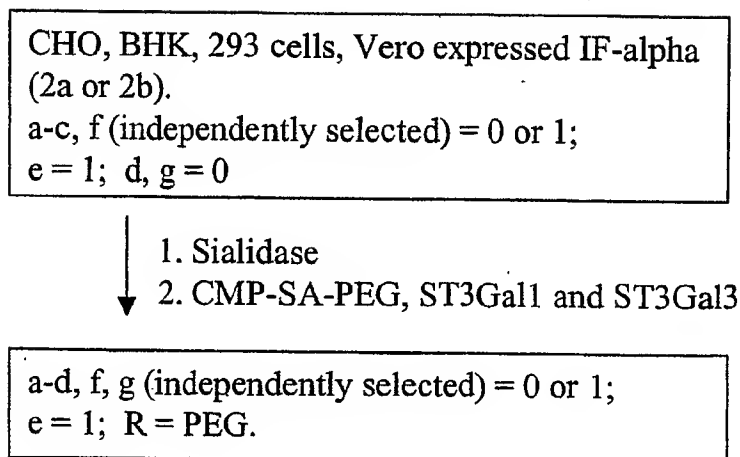 CHO, BHK, 293 cells, Vero expressed IF-alpha
(2a or 2b).
a-c, f (independently selected) = 0 or 1;
e = 1; d, g = 0
1. Sialidase
2. CMP-SA-PEG, ST3Gal1 and ST3Gal3
a-d, f, g (independently selected) = 0 or 1;
e = 1; R = PEG.